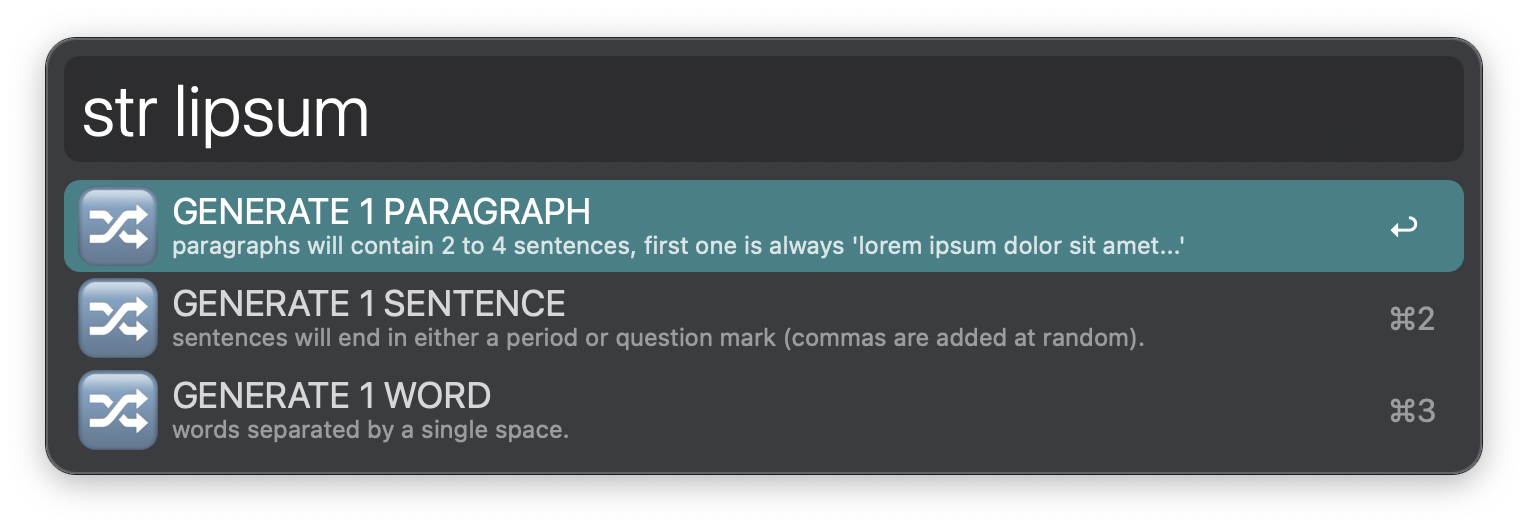 str lipsum
GENERATE 1 PARAGRAPH
paragraphs will contain 2 to 4 sentences, first one is always 'lorem ipsum dolor sit amet...'
↩
GENERATE 1 SENTENCE
sentences will end in either a period or question mark (commas are added at random).
⌘2
GENERATE 1 WORD
words separated by a single space.
⌘3